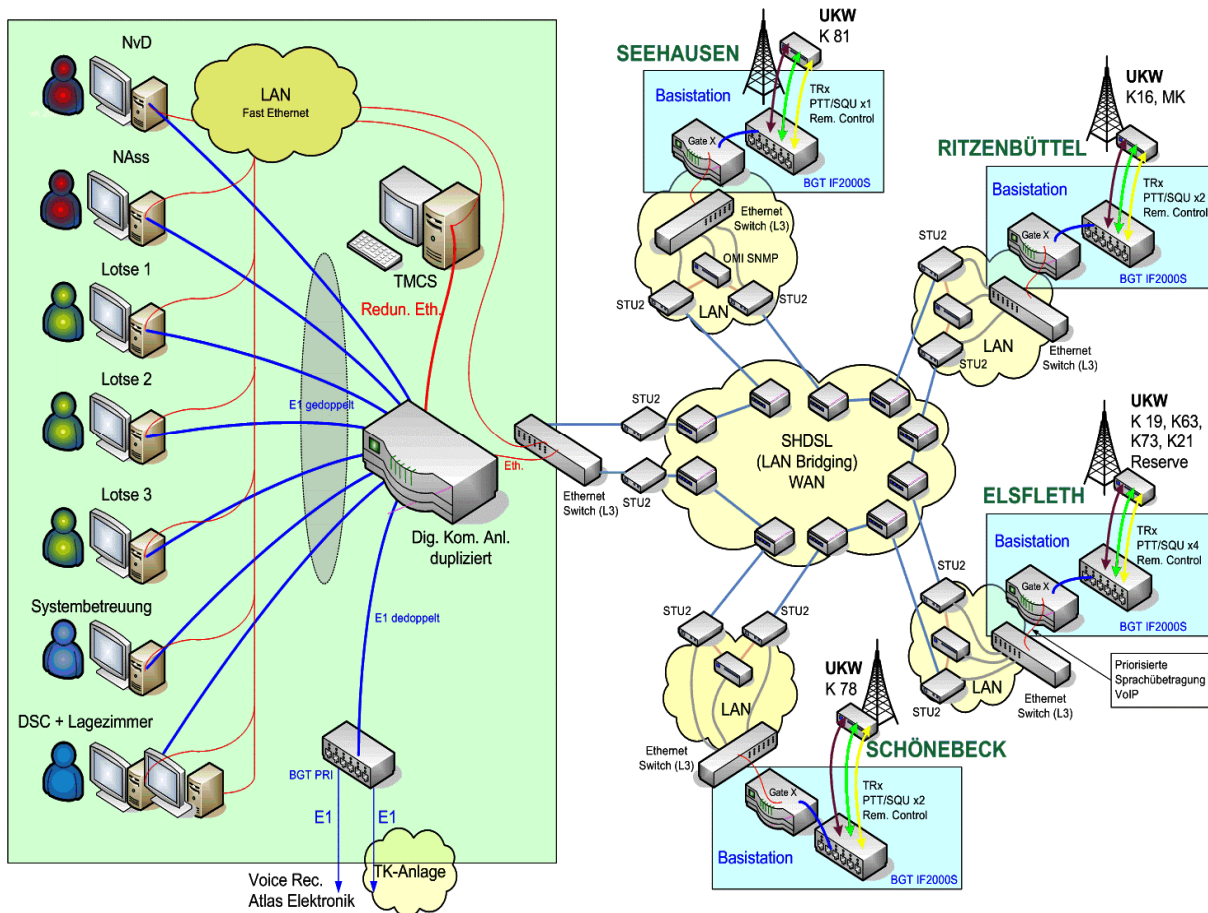 NvD
LAN
Fast Ethernet
NAss
TMCS
Redun. Eth.
Lotse 1
Lotse 2
E1 gedoppelt
Lotse 3
Dig. Kom. Anl.
dupliziert
Eth.
Ethernet
Switch (L3)
Systembetreuung
E1 dedoppelt
DSC + Lagezimmer
BGT PRI
E1
E1
TK-Anlage
Voice Rec.
Atlas Elektronik
STU2
STU2
SHDSL
(LAN Bridging)
WAN
SEEHAUSEN
UKW
K 81
Basistation
TRx
PTT/SQU x1
Rem. Control
Gate X
BGT IF2000S
Ethernet
Switch (L3)
OMI SNMP
STU2
STU2
LAN
RITZENBÜTTEL
UKW
K16, MK
Basistation
TRx
PTT/SQU x2
Rem. Control
Gate X
BGT IF2000S
STU2
STU2
LAN
Ethernet
Switch (L3)
UKW
K 19, K63,
K73, K21
Reserve
ELSFLETH
Basistation
TRx
PTT/SQU x4
Rem. Control
Gate X
BGT IF2000S
STU2
STU2
LAN
Ethernet
Switch (L3)
Priorisierte
Sprachübetragung
VoIP
STU2
STU2
LAN
Ethernet
Switch (L3)
UKW
K 78
SCHÖNEBECK
Gate X
TRx
PTT/SQU x2
Rem. Control
Basistation
BGT IF2000S